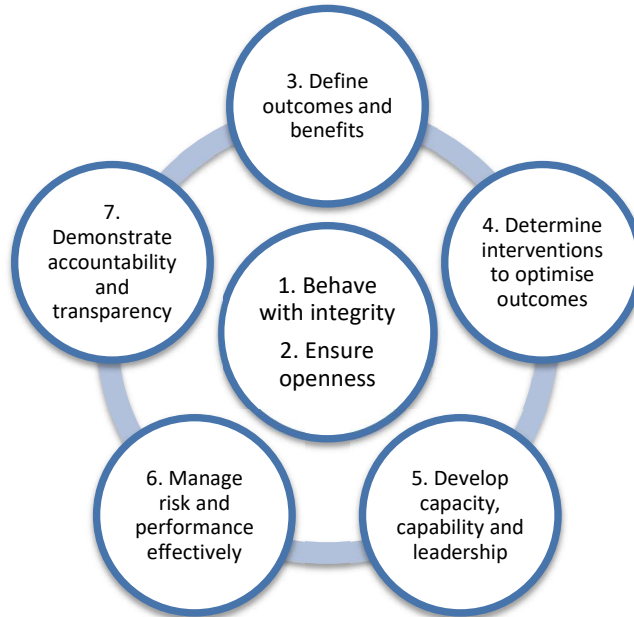 3. Define
outcomes and
benefits
7.
Demonstrate
accountability
and
transparency
4. Determine
interventions
to optimise
outcomes
1. Behave
with integrity
2. Ensure
openness
6. Manage
risk and
performance
effectively
5. Develop
capacity,
capability and
leadership